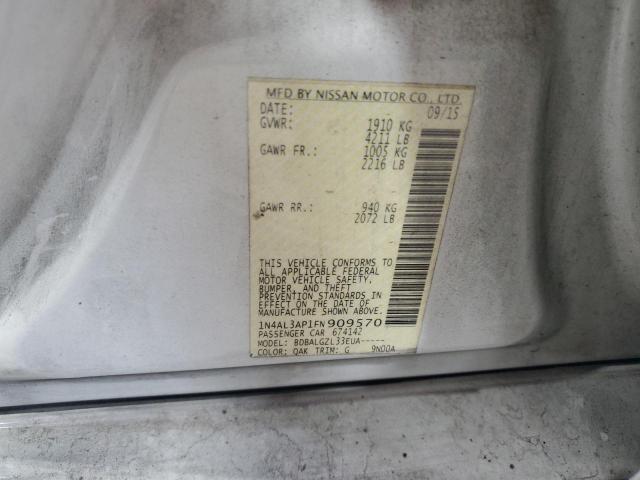 MFD BY NISSAN MOTOR CO., LTD.
DATE: 09/15
GVWR: 1910 KG
4211 LB
GAWR FR.: 1005 KG
2216 LB
GAWR RR.: 940 KG
2072 LB
THIS VEHICLE CONFORMS TO
ALL APPLICABLE FEDERAL
MOTOR VEHICLE SAFETY,
BUMPER, AND THEFT
PREVENTION STANDARDS IN
EFFECT ON THE DATE OF
MANUFACTURE SHOWN ABOVE.
1N4AL3AP1FN909570
PASSENGER CAR 674142
MODEL: BDBALGZL33EUA-----
COLOR: QAK TRIM: G 9N00A